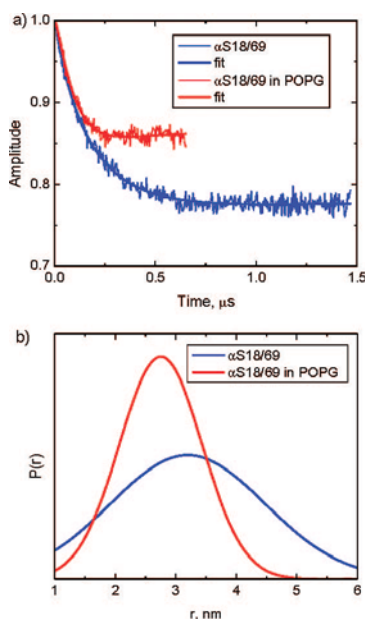 a)
αS18/69
fit
αS18/69 in POPG
fit
1.0
0.9
0.8
0.7
Amplitude
0.0 0.5 1.0 1.5
Time, μs
b)
αS18/69
αS18/69 in POPG
P(r)
1 2 3 4 5 6
r, nm